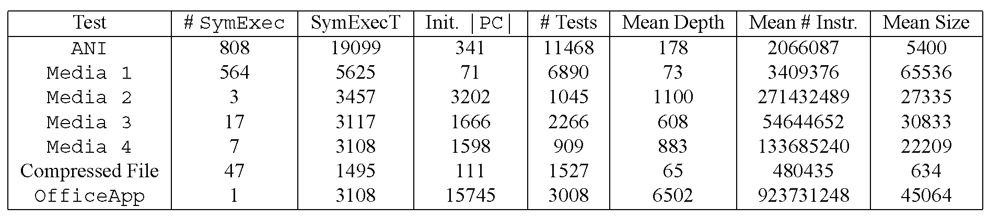 Test # SymExec SymExecT Init. |PC| # Tests Mean Depth Mean # Instr. Mean Size
ANI 808 19099 341 11468 178 2066087 5400
Media 1 564 5625 71 6890 73 3409376 65536
Media 2 3 3457 3202 1045 1100 271432489 27335
Media 3 17 3117 1666 2266 608 54644652 30833
Media 4 7 3108 1598 909 883 133685240 22209
Compressed File 47 1495 111 1527 65 480435 634
OfficeApp 1 3108 15745 3008 6502 923731248 45064